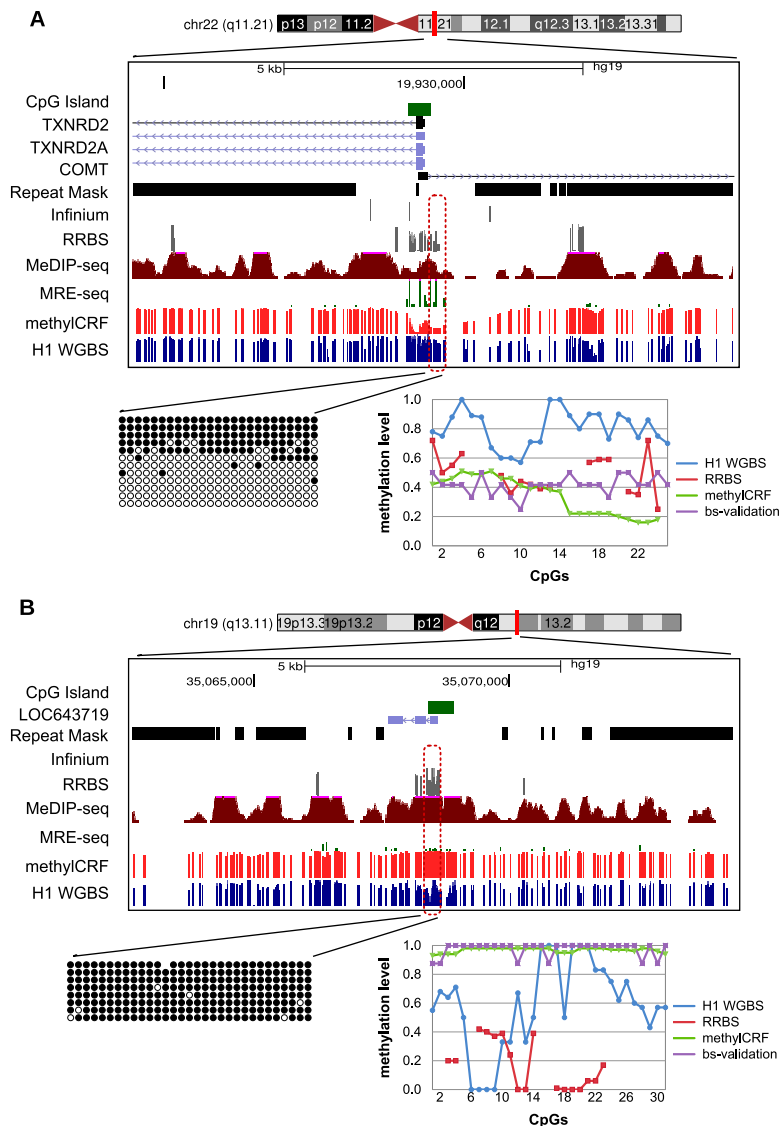 A
chr22 (q11.21) p13 p12 11.2 11.21 12.1 q12.3 13.1 13.2 13.31
5 kb hg19
19,930,000
CpG Island
TXNRD2
TXNRD2A
COMT
Repeat Mask
Infinium
RRBS
MeDIP-seq
MRE-seq
methylCRF
H1 WGBS
methylation level
1.0
0.8
0.6
0.4
0.2
0.0
2 6 10 14 18 22
CpGs
H1 WGBS
RRBS
methylCRF
bs-validation
B
chr19 (q13.11) 19p13.3 19p13.2 p12 q12 13.2
5 kb hg19
35,065,000 35,070,000
CpG Island
LOC643719
Repeat Mask
Infinium
RRBS
MeDIP-seq
MRE-seq
methylCRF
H1 WGBS
methylation level
1.0
0.8
0.6
0.4
0.2
0.0
2 6 10 14 18 22 26 30
CpGs
H1 WGBS
RRBS
methylCRF
bs-validation